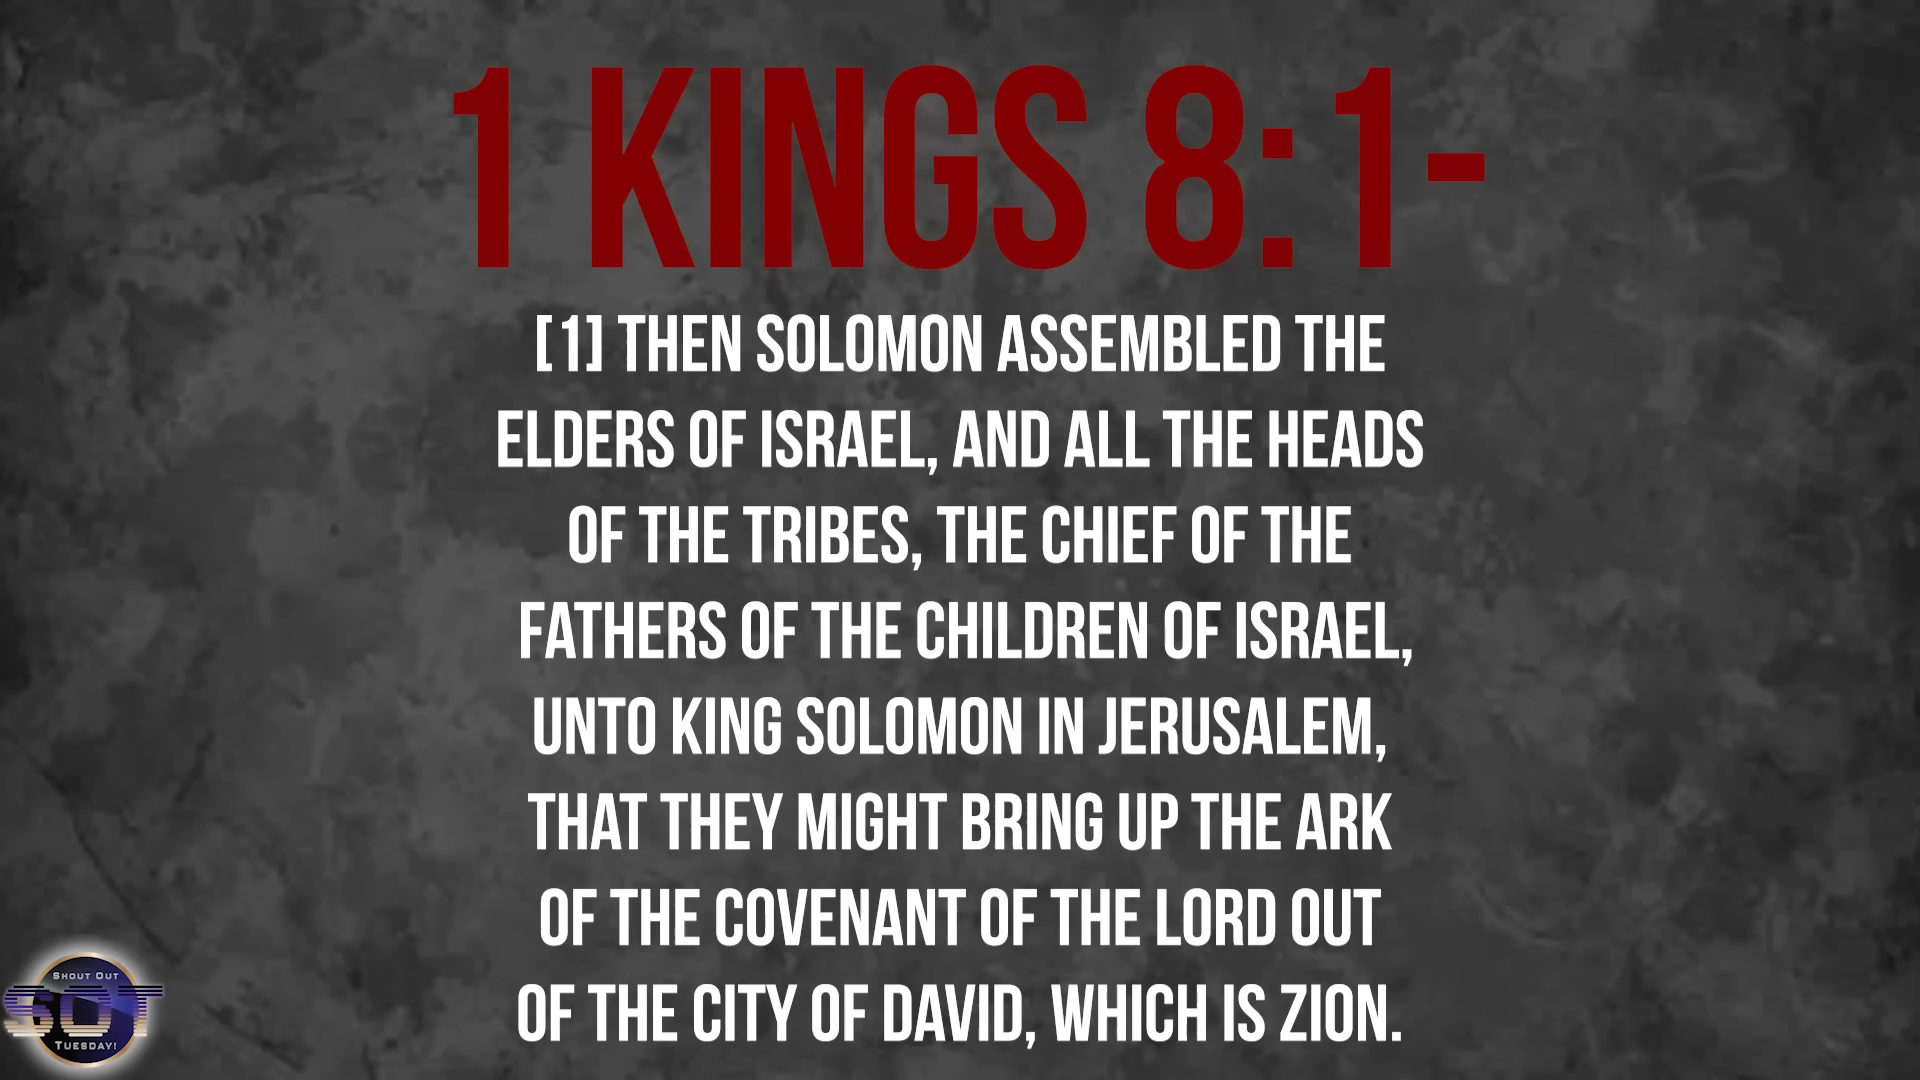 1 KINGS 8:1-
[1] THEN SOLOMON ASSEMBLED THE
ELDERS OF ISRAEL, AND ALL THE HEADS
OF THE TRIBES, THE CHIEF OF THE
FATHERS OF THE CHILDREN OF ISRAEL,
UNTO KING SOLOMON IN JERUSALEM,
THAT THEY MIGHT BRING UP THE ARK
OF THE COVENANT OF THE LORD OUT
OF THE CITY OF DAVID, WHICH IS ZION.
SHOUT OUT
SOT
TUESDAY!